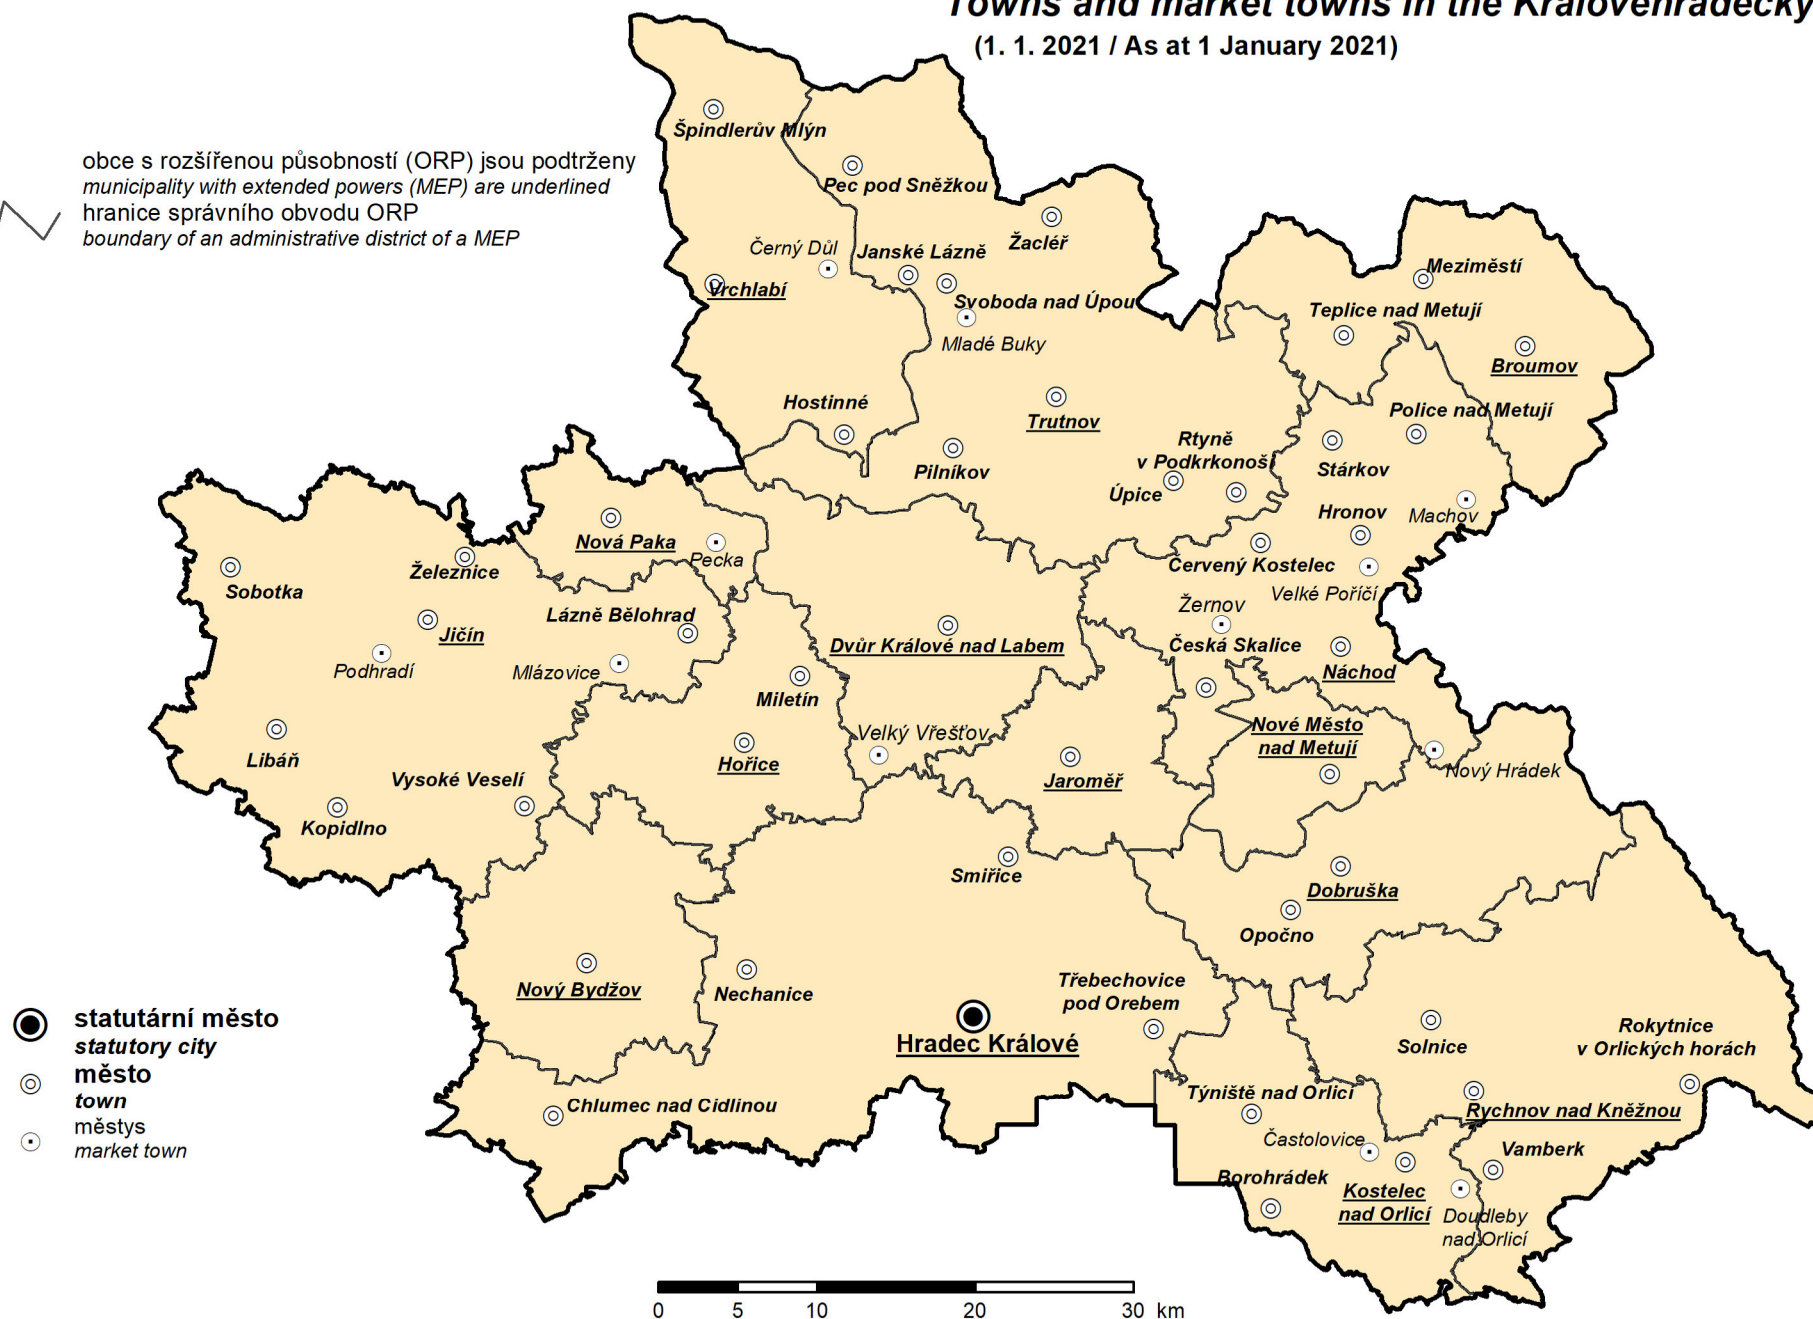 Towns and market towns in the Královéhradecký
(1. 1. 2021 / As at 1 January 2021)
obce s rozšířenou působností (ORP) jsou podtrženy
municipality with extended powers (MEP) are underlined
hranice správního obvodu ORP
boundary of an administrative district of a MEP
Špindlerův Mlýn
Pec pod Sněžkou
Žacléř
Černý Důl
Janské Lázně
Vrchlabí
Svoboda nad Úpou
Mladé Buky
Meziměstí
Teplice nad Metují
Broumov
Hostinné
Trutnov
Police nad Metují
Pilníkov
Rtyně
v Podkrkonoší
Úpice
Stárkov
Hronov
Machov
Nová Paka
Pecka
Železnice
Sobotka
Červený Kostelec
Velké Poříčí
Žernov
Lázně Bělohrad
Jičín
Podhradí
Mlázovice
Dvůr Králové nad Labem
Česká Skalice
Náchod
Miletín
Nové Město
nad Metují
Velký Vřešťov
Libáň
Hořice
Vysoké Veselí
Jaroměř
Nový Hrádek
Kopidlno
Smiřice
Dobruška
Opočno
Nový Bydžov
Nechanice
Třebechovice
pod Orebem
Hradec Králové
Solnice
Rokytnice
v Orlických horách
Týniště nad Orlicí
Chlumec nad Cidlinou
Rychnov nad Kněžnou
Častolovice
Vamberk
Borohrádek
Kostelec
nad Orlicí
Doudleby
nad Orlicí
statutární město
statutory city
město
town
městys
market town
0 5 10 20 30 km